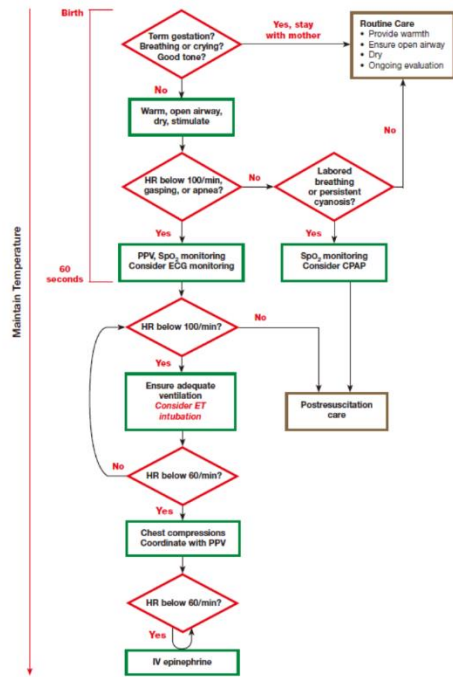 Birth
Term gestation?
Breathing or crying?
Good tone?
Yes, stay
with mother
Routine Care
• Provide warmth
• Ensure open airway
• Dry
• Ongoing evaluation
No
Warm, open airway,
dry, stimulate
HR below 100/min,
gasping, or apnea?
No
Labored
breathing
or persistent
cyanosis?
No
Yes
Yes
PPV, SpO₂ monitoring
Consider ECG monitoring
SpO₂ monitoring
Consider CPAP
60
seconds
Maintain Temperature
HR below 100/min?
No
Yes
Ensure adequate
ventilation
Consider ET
intubation
Postresuscitation
care
No
HR below 60/min?
Yes
Chest compressions
Coordinate with PPV
HR below 60/min?
Yes
IV epinephrine